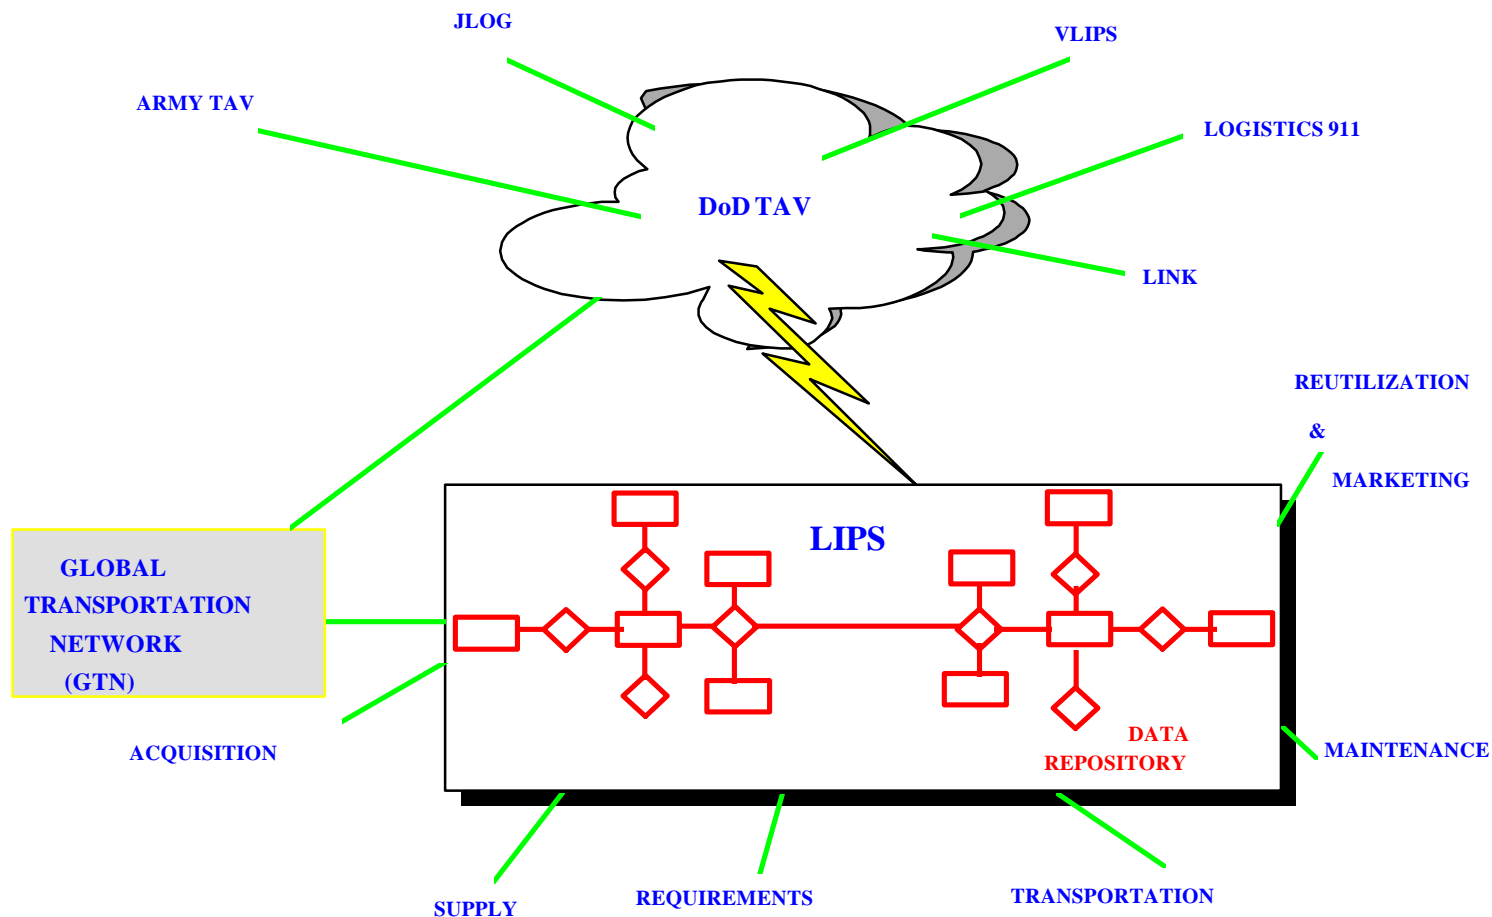 JLOG
VLIPS
ARMY TAV
LOGISTICS 911
DoD TAV
LINK
REUTILIZATION
&
MARKETING
LIPS
GLOBAL
TRANSPORTATION
NETWORK
(GTN)
DATA
REPOSITORY
ACQUISITION
MAINTENANCE
SUPPLY
REQUIREMENTS
TRANSPORTATION